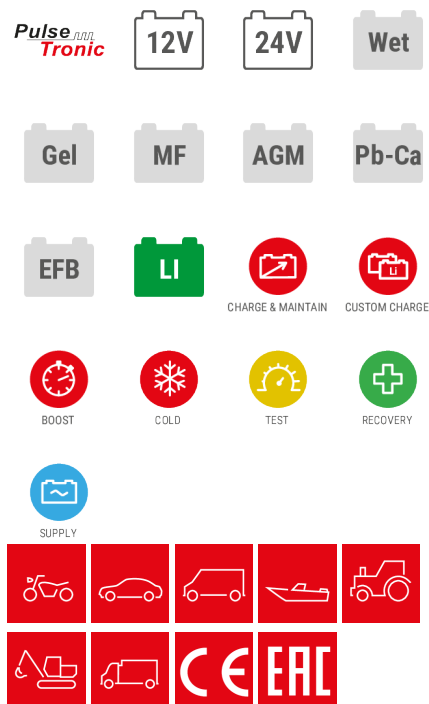 Pulse
Tronic
12V
24V
Wet
Gel
MF
AGM
Pb-Ca
EFB
LI
Li
CHARGE & MAINTAIN
CUSTOM CHARGE
BOOST
COLD
TEST
RECOVERY
SUPPLY
CE
EAC